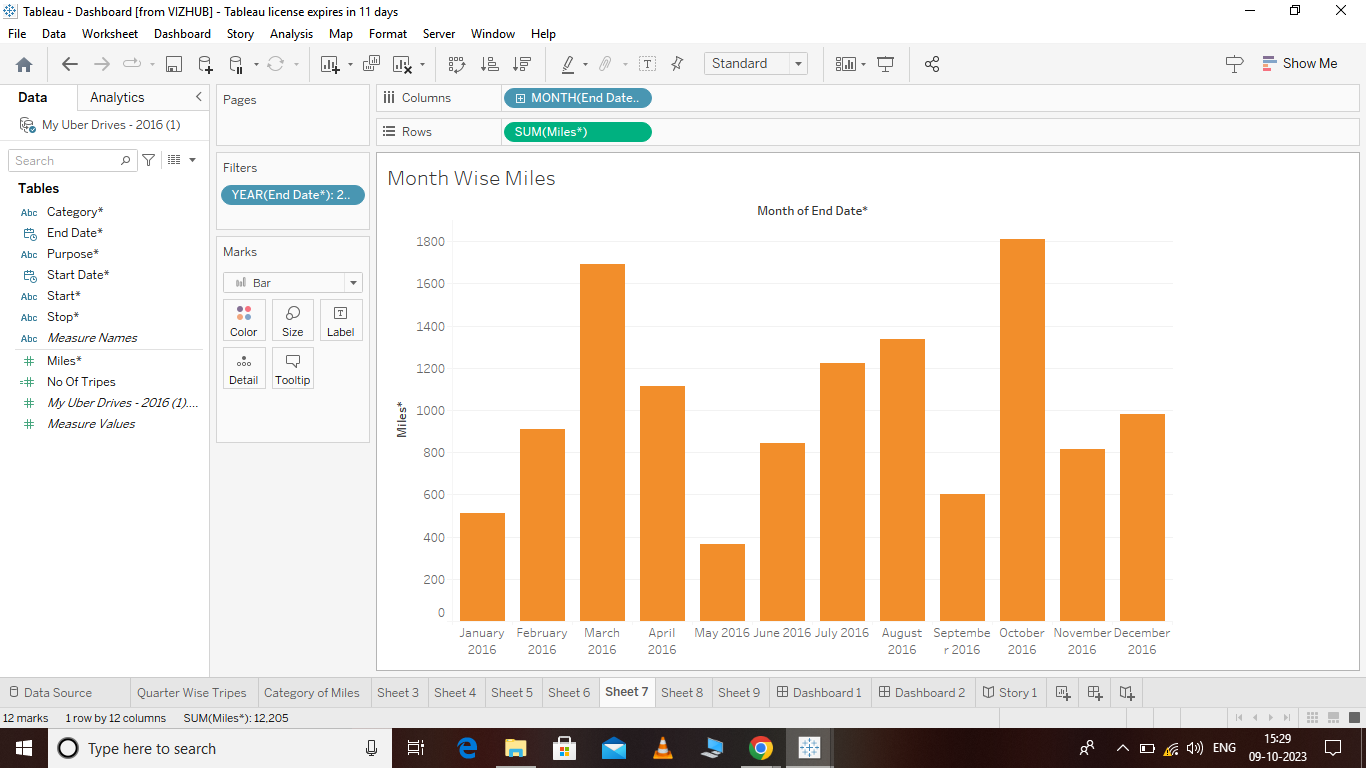 Tableau - Dashboard [from VIZHUB] - Tableau license expires in 11 days
File Data Worksheet Dashboard Story Analysis Map Format Server Window Help
Standard
Show Me
Data Analytics
My Uber Drives - 2016 (1)
Search
Tables
Abc Category*
End Date*
Abc Purpose*
Start Date*
Abc Start*
Abc Stop*
Abc Measure Names
Miles*
No Of Tripes
My Uber Drives - 2016 (1)....
Measure Values
Pages
Filters
YEAR(End Date*): 2..
Marks
Bar
Color Size Label
Detail Tooltip
Columns MONTH(End Date..
Rows SUM(Miles*)
Month Wise Miles
Month of End Date*
Miles*
1800
1600
1400
1200
1000
800
600
400
200
0
January February March April May 2016 June 2016 July 2016 August Septembe October November December
2016 2016 2016 2016 2016 r 2016 2016 2016 2016
Data Source Quarter Wise Tripes Category of Miles Sheet 3 Sheet 4 Sheet 5 Sheet 6 Sheet 7 Sheet 8 Sheet 9 Dashboard 1 Dashboard 2 Story 1
12 marks 1 row by 12 columns SUM(Miles*): 12,205
Type here to search
ENG
15:29
09-10-2023